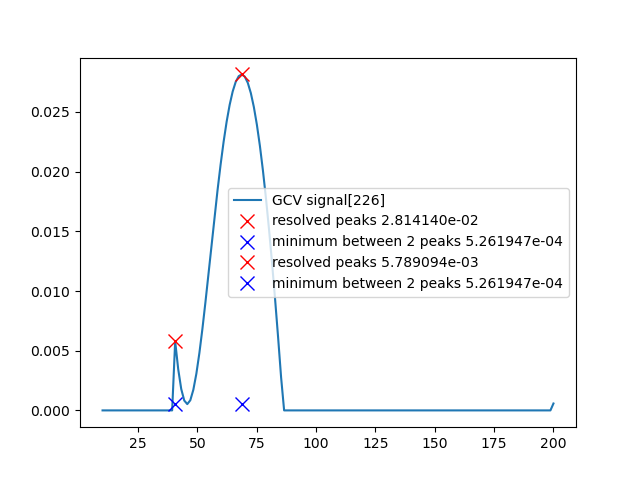 0.025
0.020
0.015
0.010
0.005
0.000
GCV signal[226]
resolved peaks 2.814140e-02
minimum between 2 peaks 5.261947e-04
resolved peaks 5.789094e-03
minimum between 2 peaks 5.261947e-04
25 50 75 100 125 150 175 200